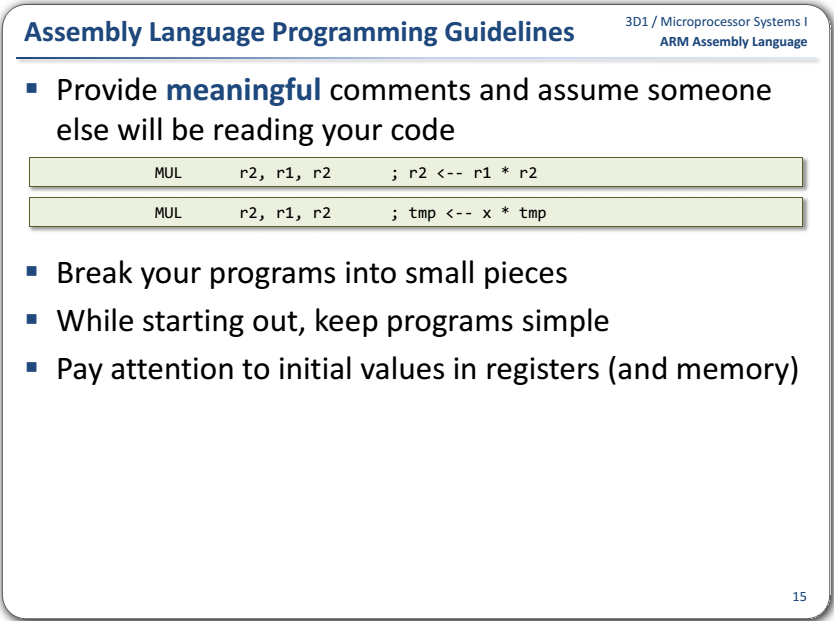 Assembly Language Programming Guidelines
3D1 / Microprocessor Systems I
ARM Assembly Language
▪ Provide meaningful comments and assume someone
else will be reading your code
MUL r2, r1, r2 ; r2 <-- r1 * r2
MUL r2, r1, r2 ; tmp <-- x * tmp
▪ Break your programs into small pieces
▪ While starting out, keep programs simple
▪ Pay attention to initial values in registers (and memory)
15